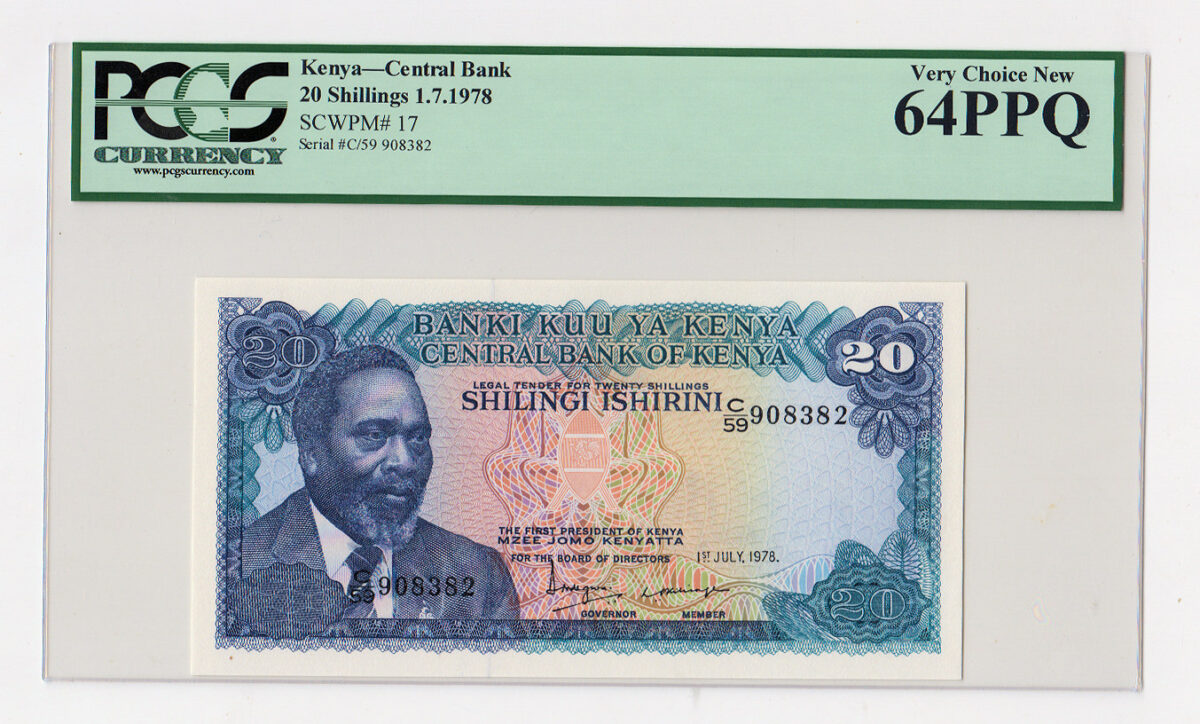 PCGS
CURRENCY
www.pcgscurrency.com
Kenya—Central Bank
20 Shillings 1.7.1978
SCWPM# 17
Serial #C/59 908382
Very Choice New
64PPQ
BANKI KUU YA KENYA
CENTRAL BANK OF KENYA
20
20
LEGAL TENDER FOR TWENTY SHILLINGS
SHILINGI ISHIRINI
C/59 908382
THE FIRST PRESIDENT OF KENYA
MZEE JOMO KENYATTA
FOR THE BOARD OF DIRECTORS 1ST JULY, 1978.
C/59 908382
GOVERNOR MEMBER
20